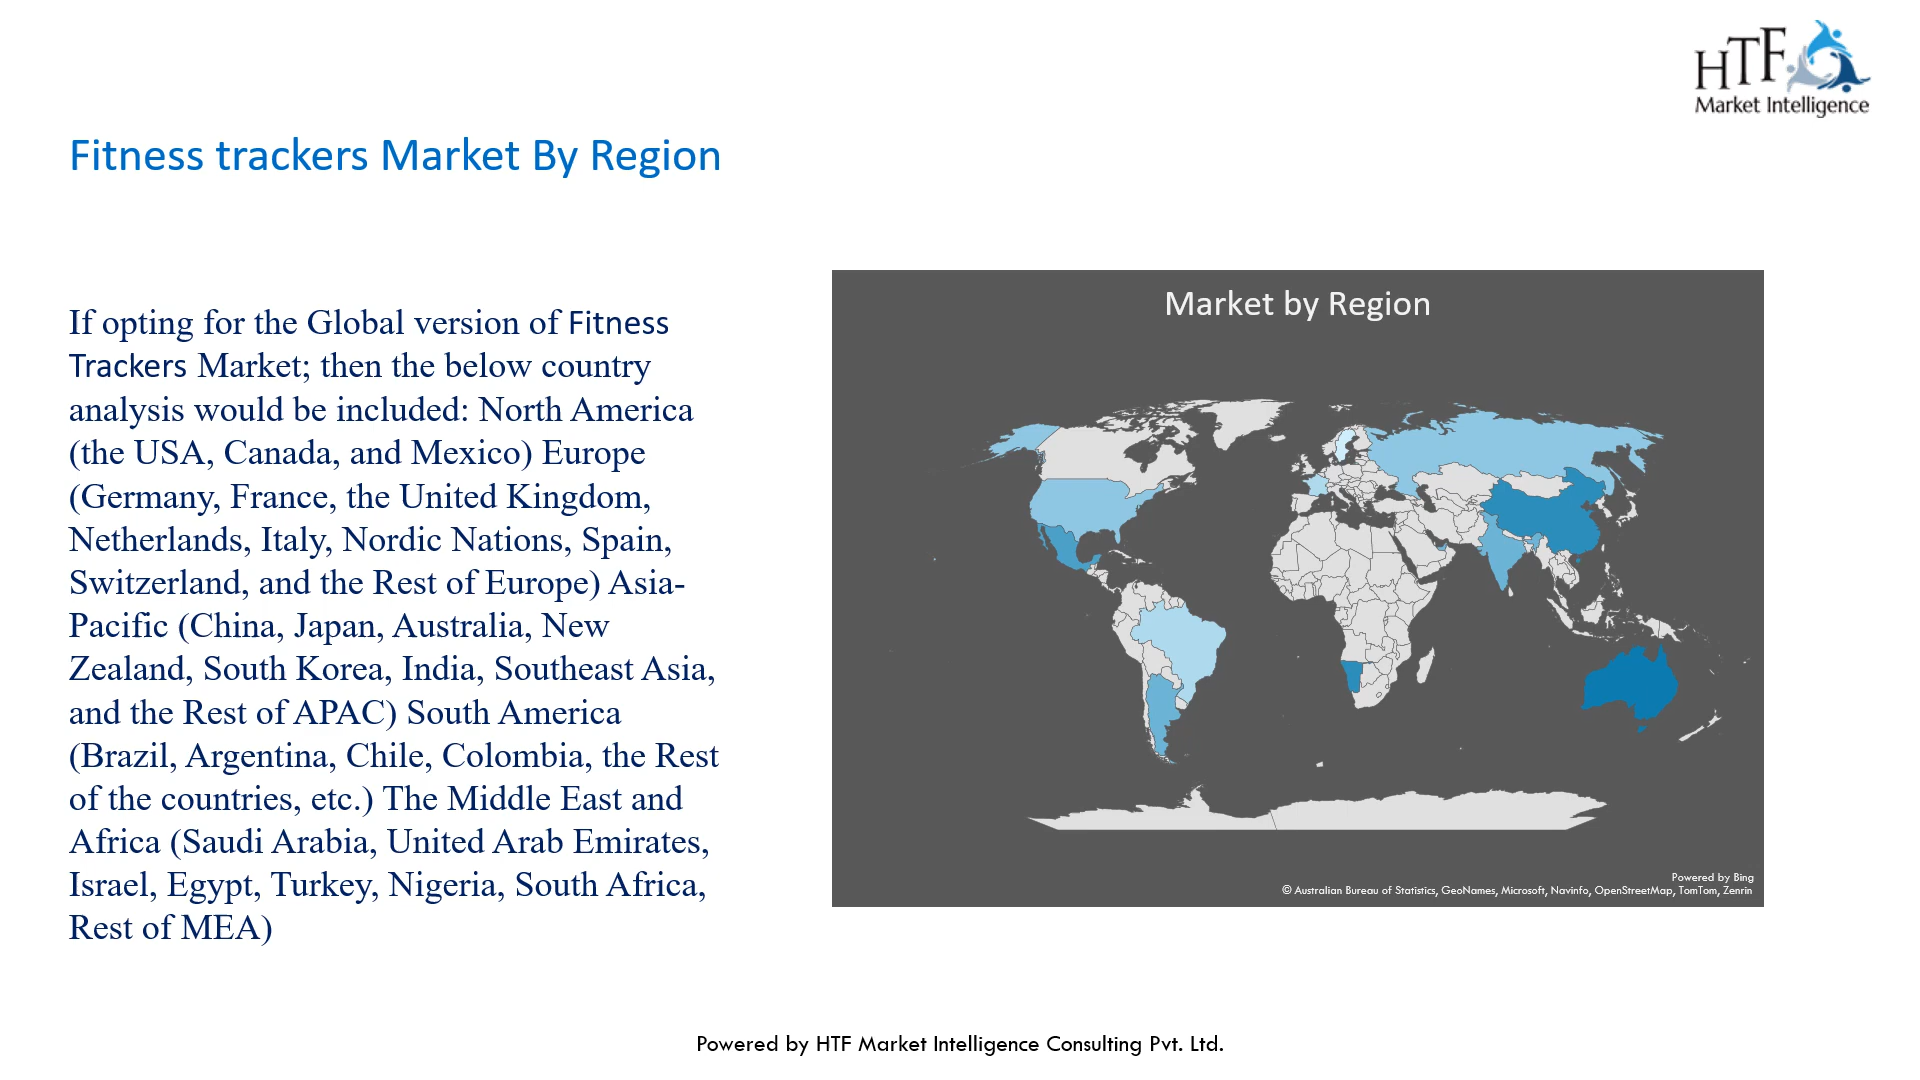 HTF
Market Intelligence
Fitness trackers Market By Region
If opting for the Global version of Fitness
Trackers Market; then the below country
analysis would be included: North America
(the USA, Canada, and Mexico) Europe
(Germany, France, the United Kingdom,
Netherlands, Italy, Nordic Nations, Spain,
Switzerland, and the Rest of Europe) Asia-
Pacific (China, Japan, Australia, New
Zealand, South Korea, India, Southeast Asia,
and the Rest of APAC) South America
(Brazil, Argentina, Chile, Colombia, the Rest
of the countries, etc.) The Middle East and
Africa (Saudi Arabia, United Arab Emirates,
Israel, Egypt, Turkey, Nigeria, South Africa,
Rest of MEA)
Market by Region
Powered by Bing
© Australian Bureau of Statistics, GeoNames, Microsoft, Navinfo, OpenStreetMap, TomTom, Zenrin
Powered by HTF Market Intelligence Consulting Pvt. Ltd.